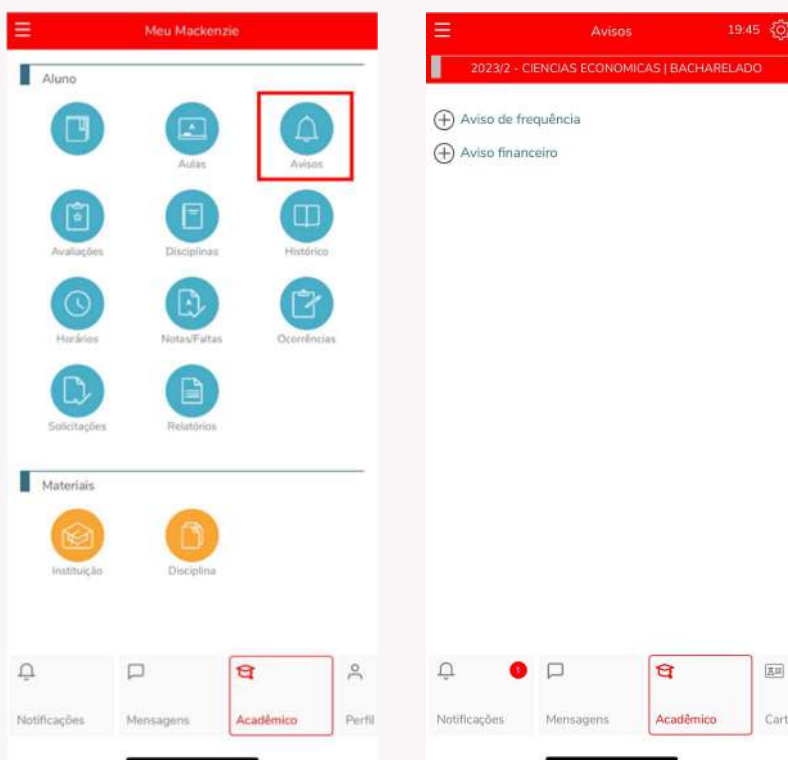 Meu Mackenzie
Aluno
Aulas
Avisos
Avaliações
Disciplinas
Histórico
Horários
Notas/Faltas
Ocorrências
Solicitações
Relatórios
Materiais
Instituição
Disciplina
Notificações
Mensagens
Acadêmico
Perfil
Avisos
19:45
2023/2 - CIENCIAS ECONOMICAS | BACHARELADO
Aviso de frequência
Aviso financeiro
1
Notificações
Mensagens
Acadêmico
Cart